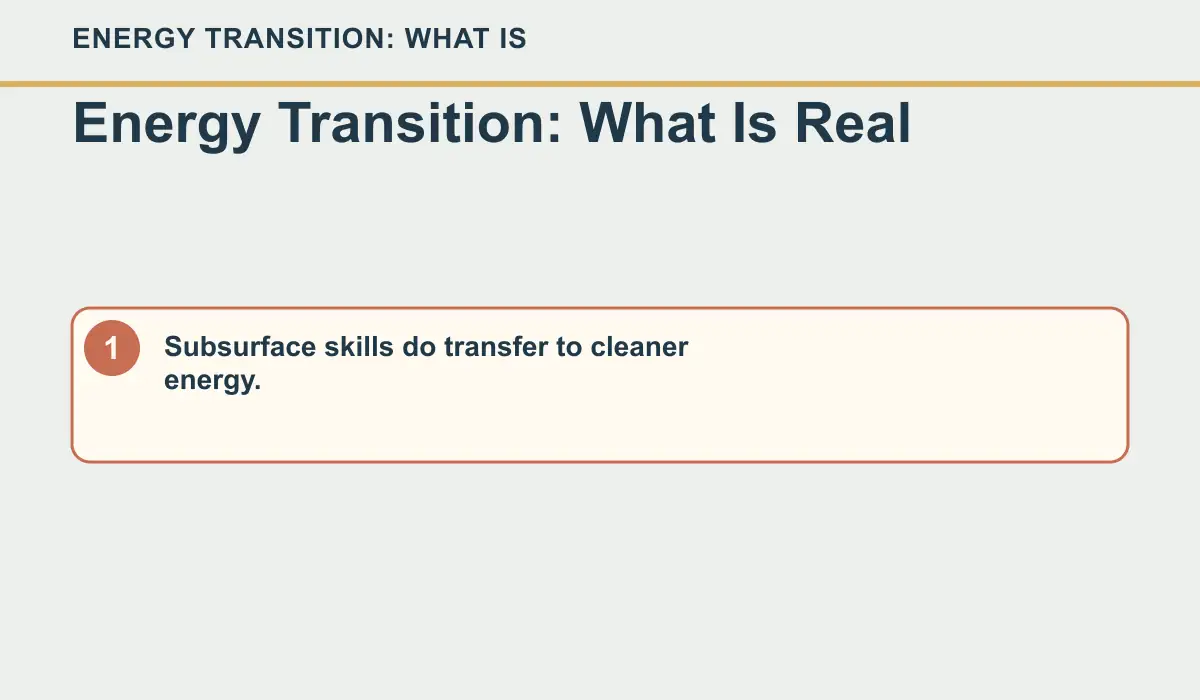 ENERGY TRANSITION: WHAT IS
Energy Transition: What Is Real
1
Subsurface skills do transfer to cleaner
energy.